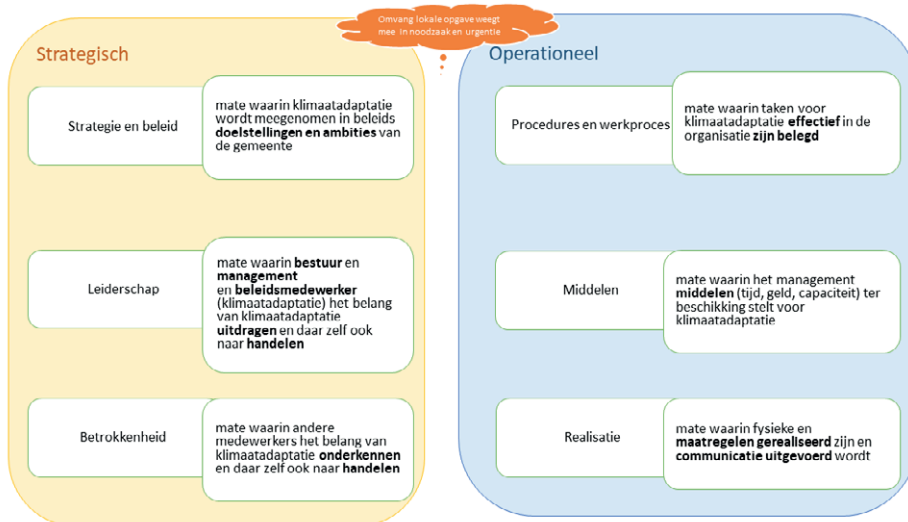 Omvang lokale opgave weegt
mee in noodzaak en urgentie
Strategisch
Strategie en beleid
mate waarin klimaatadaptatie
wordt meegenomen in beleids
doelstellingen en ambities van
de gemeente
Leiderschap
mate waarin bestuur en
management
en beleidsmedewerker
(klimaatadaptatie) het belang
van klimaatadaptatie
uitdragen en daar zelf ook
naar handelen
Betrokkenheid
mate waarin andere
medewerkers het belang van
klimaatadaptatie onderkennen
en daar zelf ook naar handelen
Operationeel
Procedures en werkproces
mate waarin taken voor
klimaatadaptatie effectief in de
organisatie zijn belegd
Middelen
mate waarin het management
middelen (tijd, geld, capaciteit) ter
beschikking stelt voor
klimaatadaptatie
Realisatie
mate waarin fysieke en
maatregelen gerealiseerd zijn en
communicatie uitgevoerd wordt